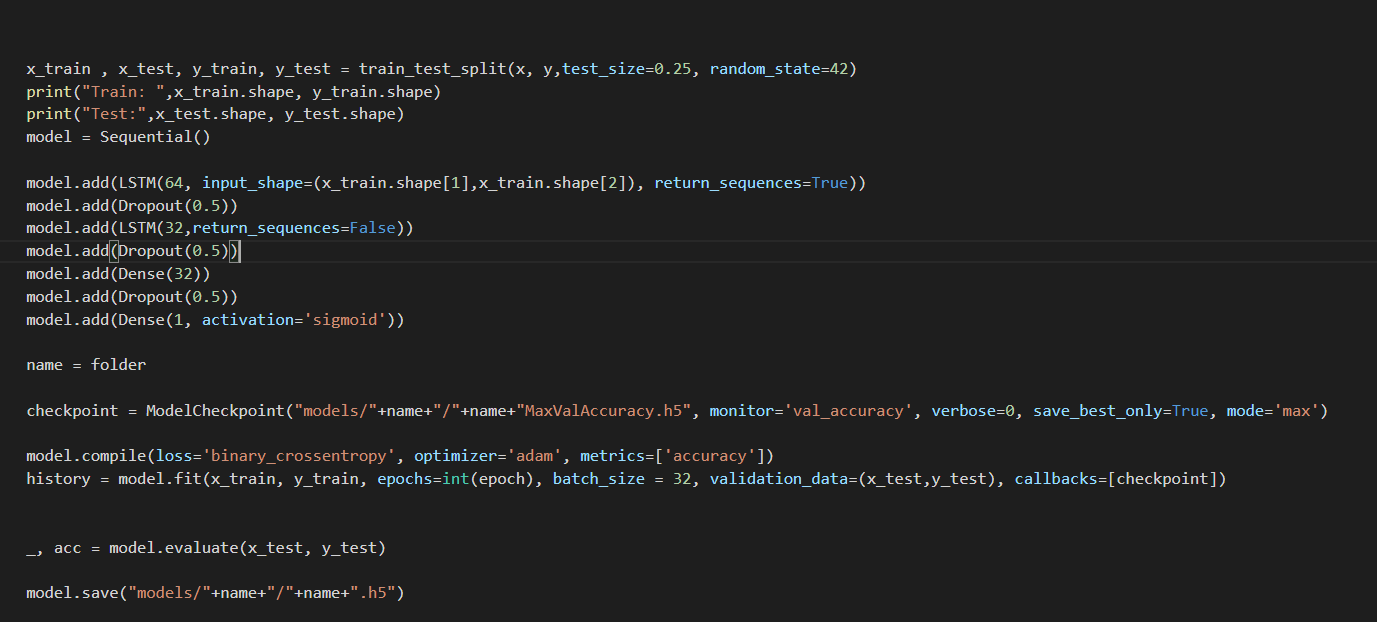 x_train , x_test, y_train, y_test = train_test_split(x, y,test_size=0.25, random_state=42)
print("Train: ",x_train.shape, y_train.shape)
print("Test:",x_test.shape, y_test.shape)
model = Sequential()
model.add(LSTM(64, input_shape=(x_train.shape[1],x_train.shape[2]), return_sequences=True))
model.add(Dropout(0.5))
model.add(LSTM(32,return_sequences=False))
model.add(Dropout(0.5))
model.add(Dense(32))
model.add(Dropout(0.5))
model.add(Dense(1, activation='sigmoid'))
name = folder
checkpoint = ModelCheckpoint("models/"+name+"/"+name+"MaxValAccuracy.h5", monitor='val_accuracy', verbose=0, save_best_only=True, mode='max')
model.compile(loss='binary_crossentropy', optimizer='adam', metrics=['accuracy'])
history = model.fit(x_train, y_train, epochs=int(epoch), batch_size = 32, validation_data=(x_test,y_test), callbacks=[checkpoint])
_, acc = model.evaluate(x_test, y_test)
model.save("models/"+name+"/"+name+".h5")